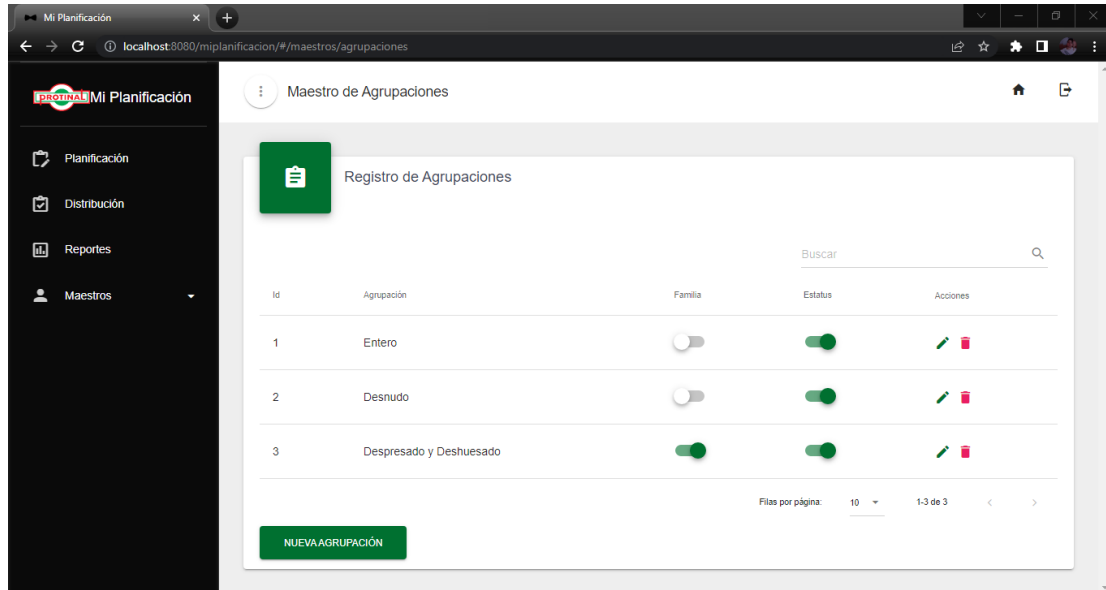 Mi Planificación
localhost:8080/miplanificacion/#/maestros/agrupaciones
PROTINAL Mi Planificación
Maestro de Agrupaciones
Planificación
Distribución
Reportes
Maestros
Registro de Agrupaciones
Buscar
Id Agrupación Familia Estatus Acciones
1 Entero
2 Desnudo
3 Despresado y Deshuesado
Filas por página: 10 1-3 de 3
NUEVA AGRUPACIÓN